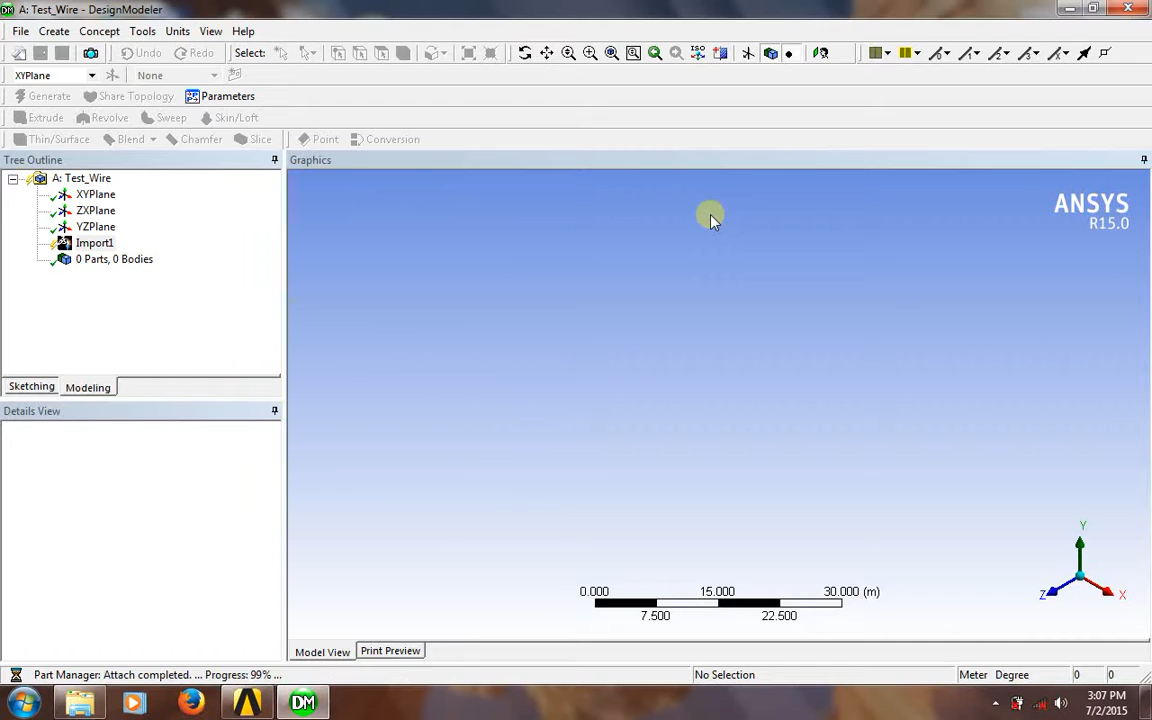 A: Test_Wire - DesignModeler
File Create Concept Tools Units View Help
Undo Redo Select: ISO
XYPlane None
Generate Share Topology Parameters
Extrude Revolve Sweep Skin/Loft
Thin/Surface Blend Chamfer Slice Point Conversion
Tree Outline
A: Test_Wire
XYPlane
ZXPlane
YZPlane
Import1
0 Parts, 0 Bodies
Sketching Modeling
Details View
Graphics
ANSYS
R15.0
Y
Z
X
0.000 15.000 30.000 (m)
7.500 22.500
Model View Print Preview
Part Manager: Attach completed. ... Progress: 99% ... No Selection Meter Degree 0 0
DM
3:07 PM
7/2/2015